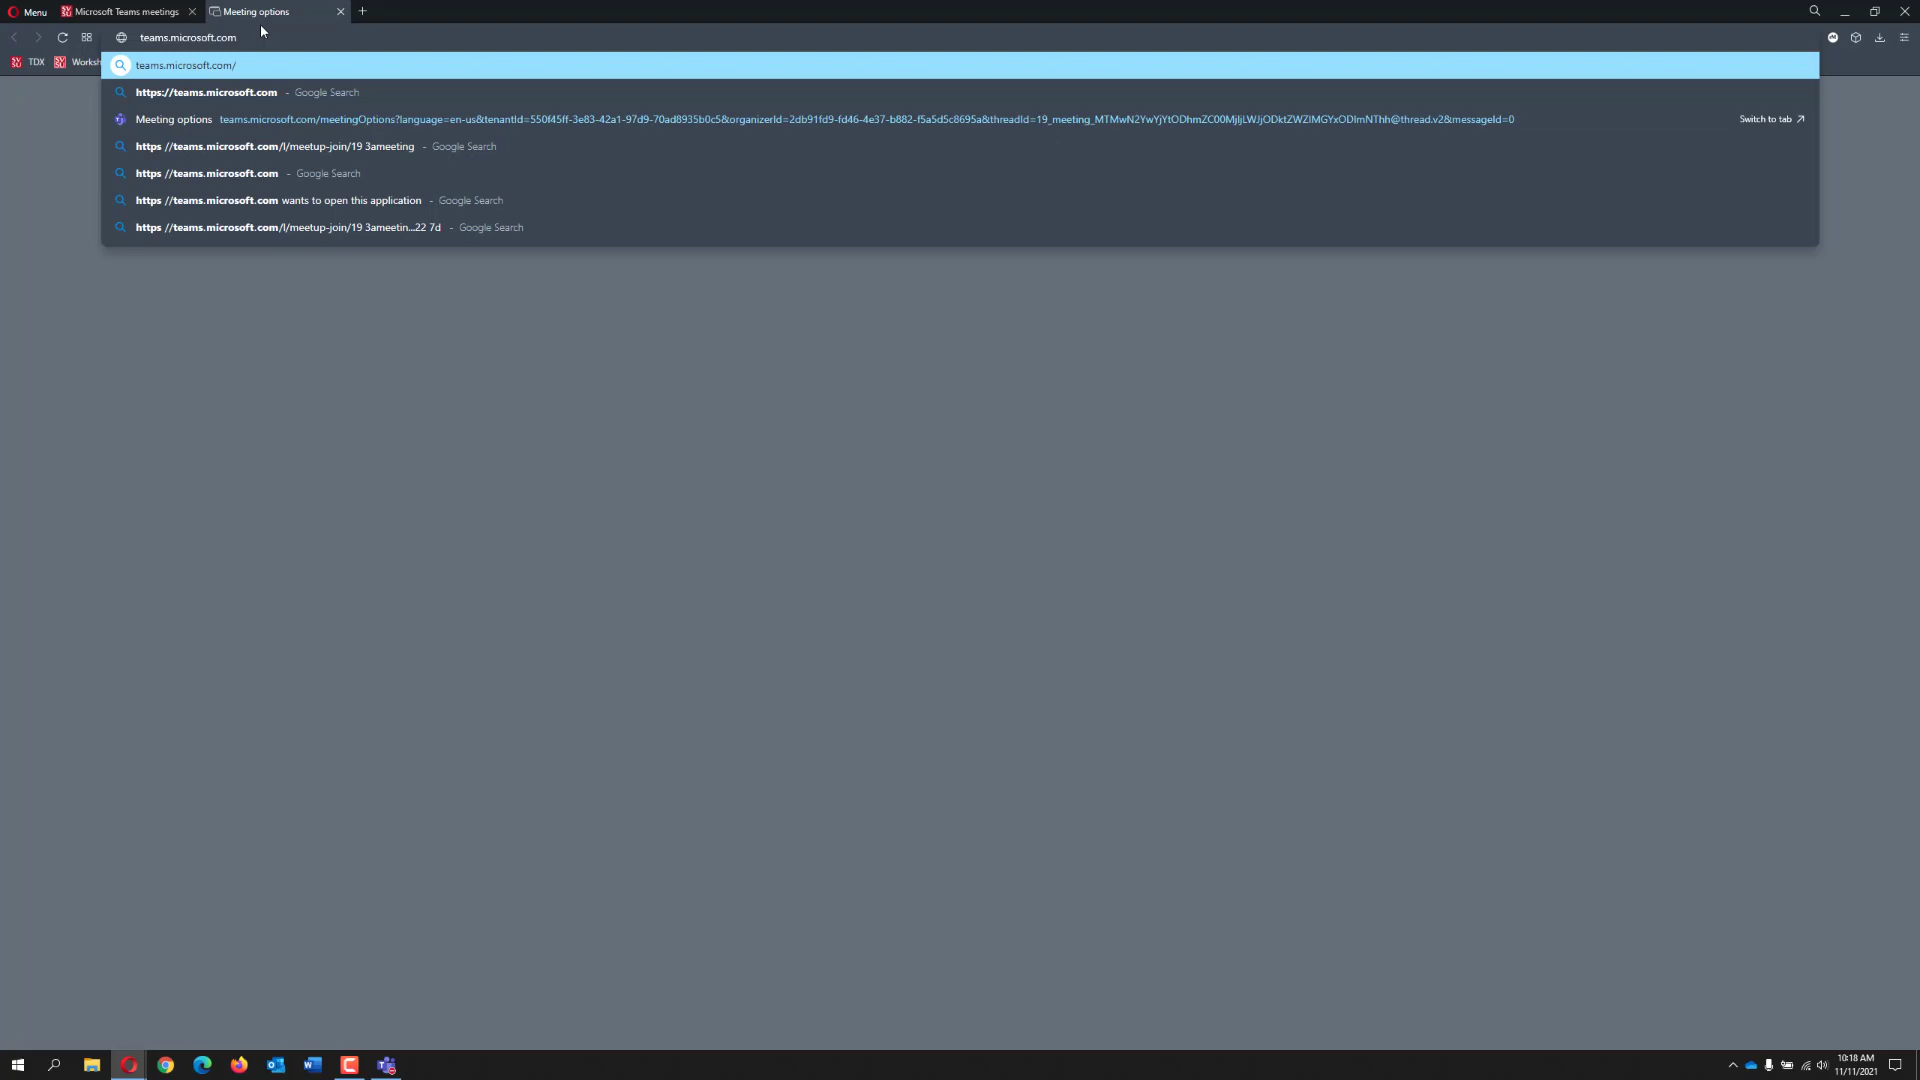 Menu Microsoft Teams meetings Meeting options
teams.microsoft.com
TDX Worksh
teams.microsoft.com/
https://teams.microsoft.com - Google Search
Meeting options teams.microsoft.com/meetingOptions?language=en-us&tenantId=550f45ff-3e83-42a1-97d9-70ad8935b0c5&organizerId=2db91fd9-fd46-4e37-b882-f5a5d5c8695a&threadId=19_meeting_MTMwN2YwYjYtODhmZC00MjljLWJjODktZWZlMGYxODlmNThh@thread.v2&messageId=0 Switch to tab
https //teams.microsoft.com/l/meetup-join/19 3ameeting - Google Search
https //teams.microsoft.com - Google Search
https //teams.microsoft.com wants to open this application - Google Search
https //teams.microsoft.com/l/meetup-join/19 3ameetin...22 7d - Google Search
10:18 AM
11/11/2021